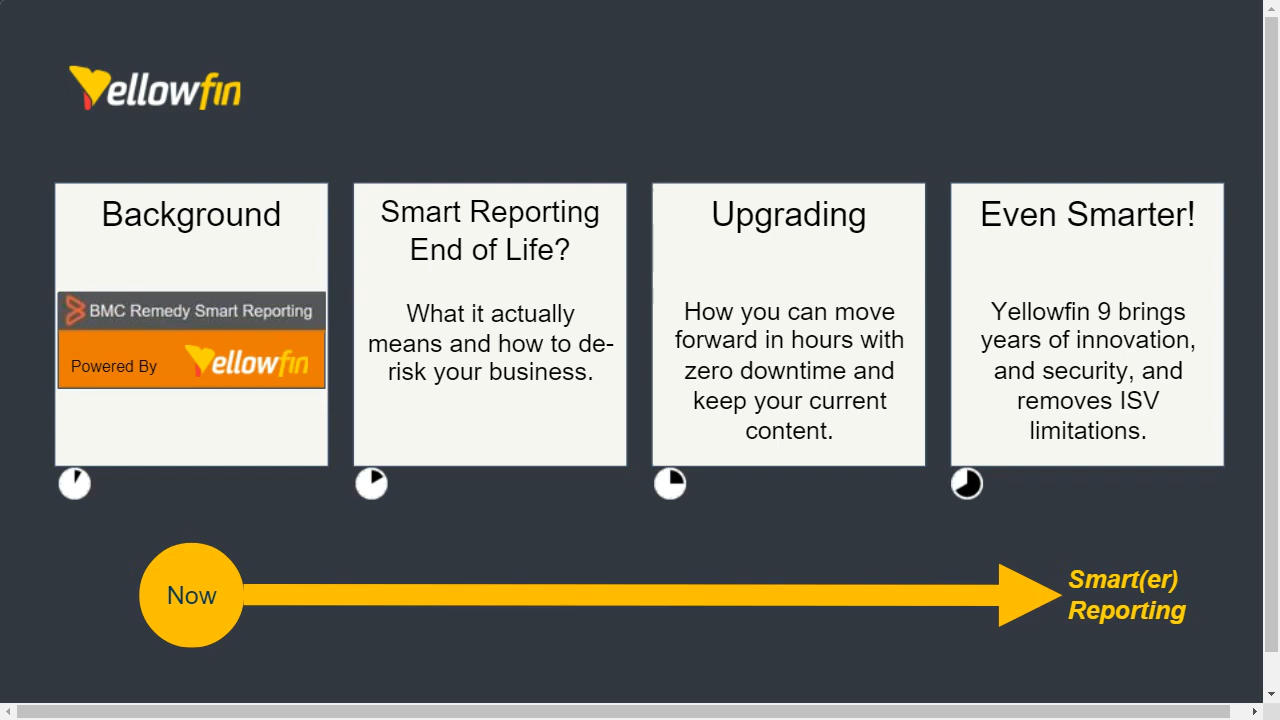 Yellowfin
Background
BMC Remedy Smart Reporting
Powered By Yellowfin
Smart Reporting
End of Life?
What it actually
means and how to de-
risk your business.
Upgrading
How you can move
forward in hours with
zero downtime and
keep your current
content.
Even Smarter!
Yellowfin 9 brings
years of innovation,
and security, and
removes ISV
limitations.
Now
Smart(er)
Reporting